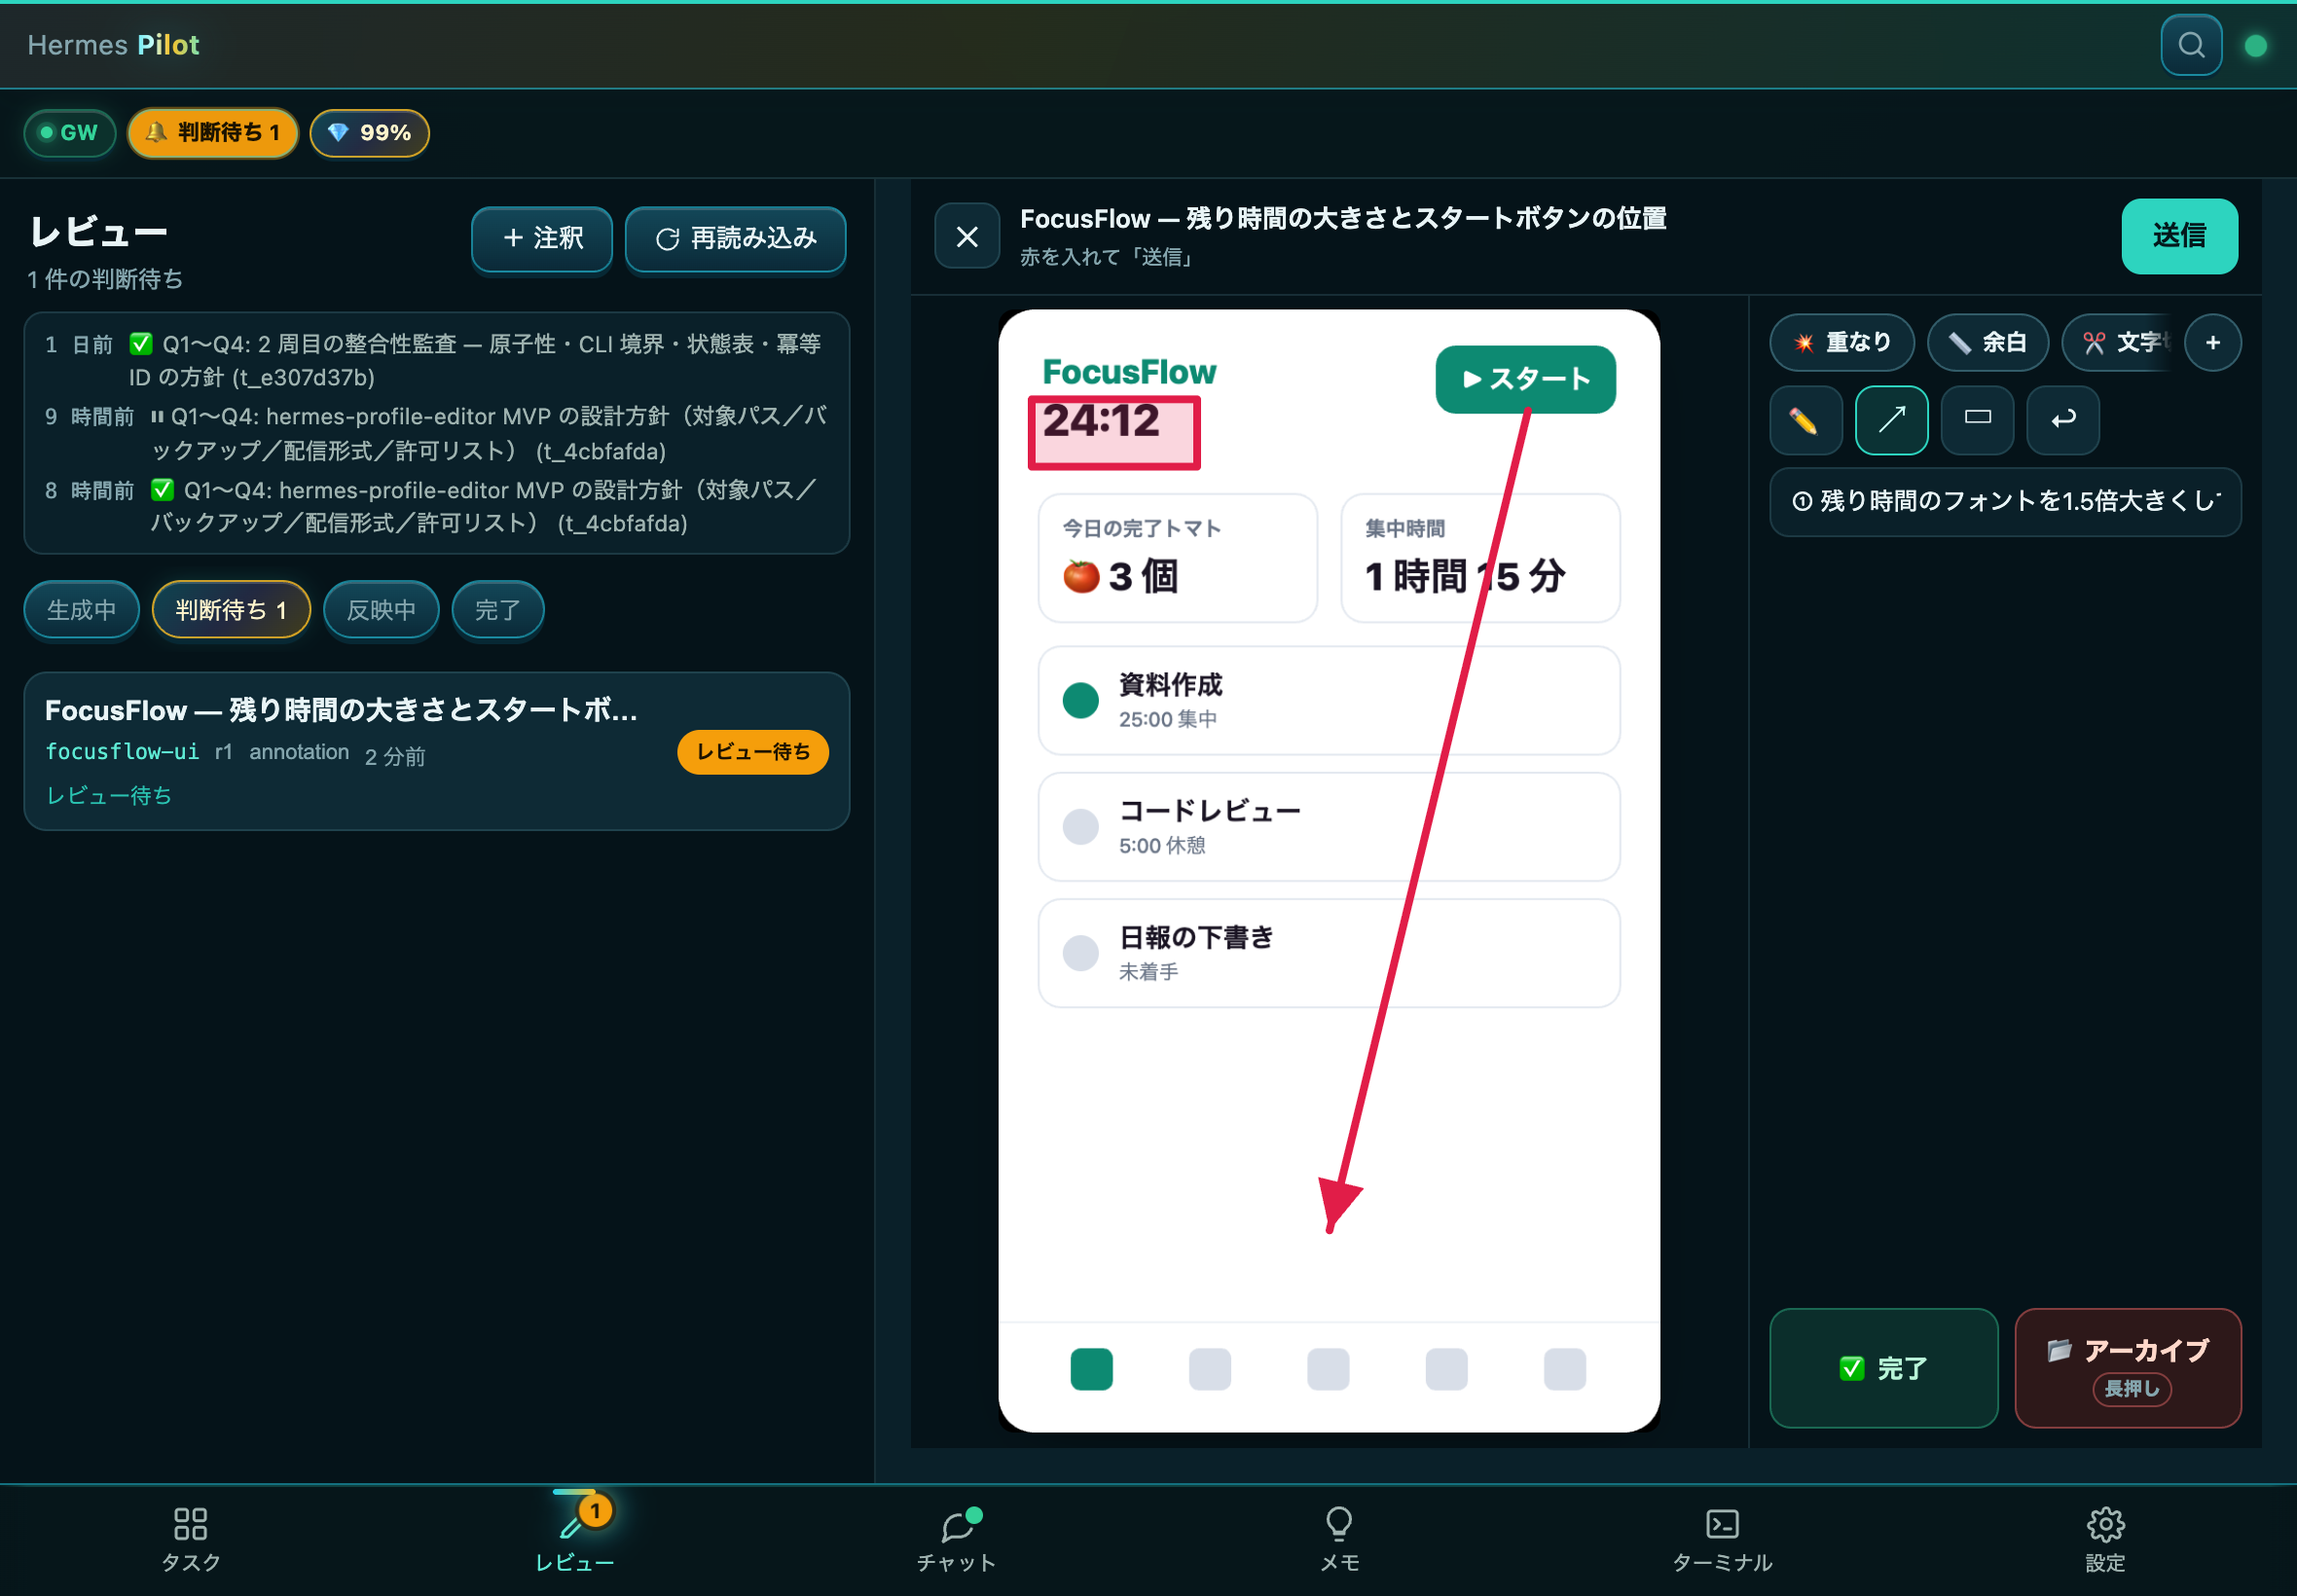 Hermes Pilot
GW
🔔 判断待ち 1
💎 99%
レビュー
1 件の判断待ち
+ 注釈
再読み込み
1 日前 ✅ Q1〜Q4: 2 周目の整合性監査 — 原子性・CLI 境界・状態表・冪等
ID の方針 (t_e307d37b)
9 時間前 ⏸ Q1〜Q4: hermes-profile-editor MVP の設計方針（対象パス／バ
ックアップ／配信形式／許可リスト） (t_4cbfafda)
8 時間前 ✅ Q1〜Q4: hermes-profile-editor MVP の設計方針（対象パス／
バックアップ／配信形式／許可リスト） (t_4cbfafda)
生成中
判断待ち 1
反映中
完了
FocusFlow — 残り時間の大きさとスタートボ…
focusflow-ui r1 annotation 2 分前
レビュー待ち
レビュー待ち
FocusFlow — 残り時間の大きさとスタートボタンの位置
赤を入れて「送信」
送信
FocusFlow
24:12
▶ スタート
今日の完了トマト
🍅 3 個
集中時間
1 時間 15 分
資料作成
25:00 集中
コードレビュー
5:00 休憩
日報の下書き
未着手
💥 重なり
📏 余白
✂️ 文字
+
① 残り時間のフォントを1.5倍大きくし
✅ 完了
📂 アーカイブ
長押し
タスク
レビュー
1
チャット
メモ
ターミナル
設定